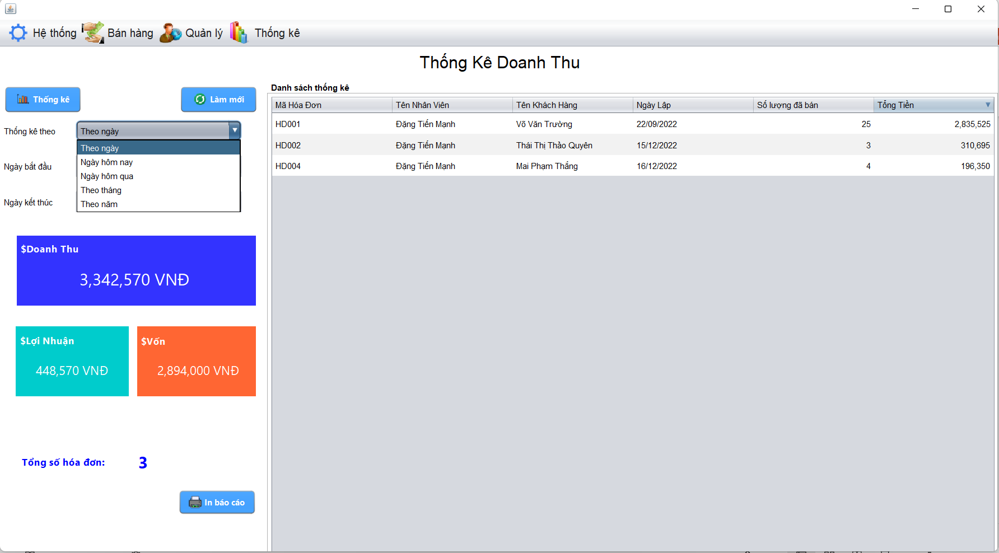 Hệ thống Bán hàng Quản lý Thống kê
Thống Kê Doanh Thu
Thống kê Làm mới
Thống kê theo Theo ngày
Theo ngày
Ngày hôm nay
Ngày hôm qua
Theo tháng
Theo năm
Ngày bắt đầu
Ngày kết thúc
$Doanh Thu
3,342,570 VNĐ
$Lợi Nhuận
448,570 VNĐ
$Vốn
2,894,000 VNĐ
Tổng số hóa đơn: 3
In báo cáo
Danh sách thống kê
Mã Hóa Đơn Tên Nhân Viên Tên Khách Hàng Ngày Lập Số lượng đã bán Tổng Tiền
HD001 Đặng Tiến Mạnh Võ Văn Trường 22/09/2022 25 2,835,525
HD002 Đặng Tiến Mạnh Thái Thị Thảo Quyên 15/12/2022 3 310,695
HD004 Đặng Tiến Mạnh Mai Phạm Thắng 16/12/2022 4 196,350